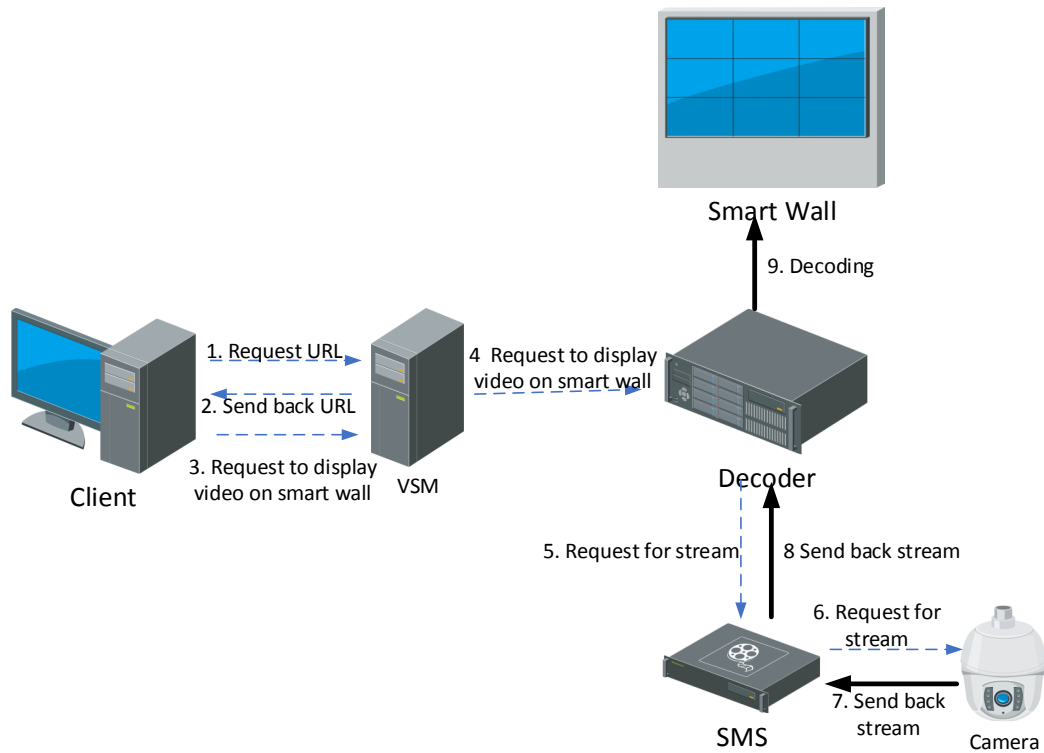 Smart Wall
9. Decoding
1. Request URL
4  Request to display
video on smart wall
2. Send back URL
3. Request to display
video on smart wall
Client
VSM
Decoder
5. Request for stream
8 Send back stream
6. Request for
stream
7. Send back
stream
SMS
Camera